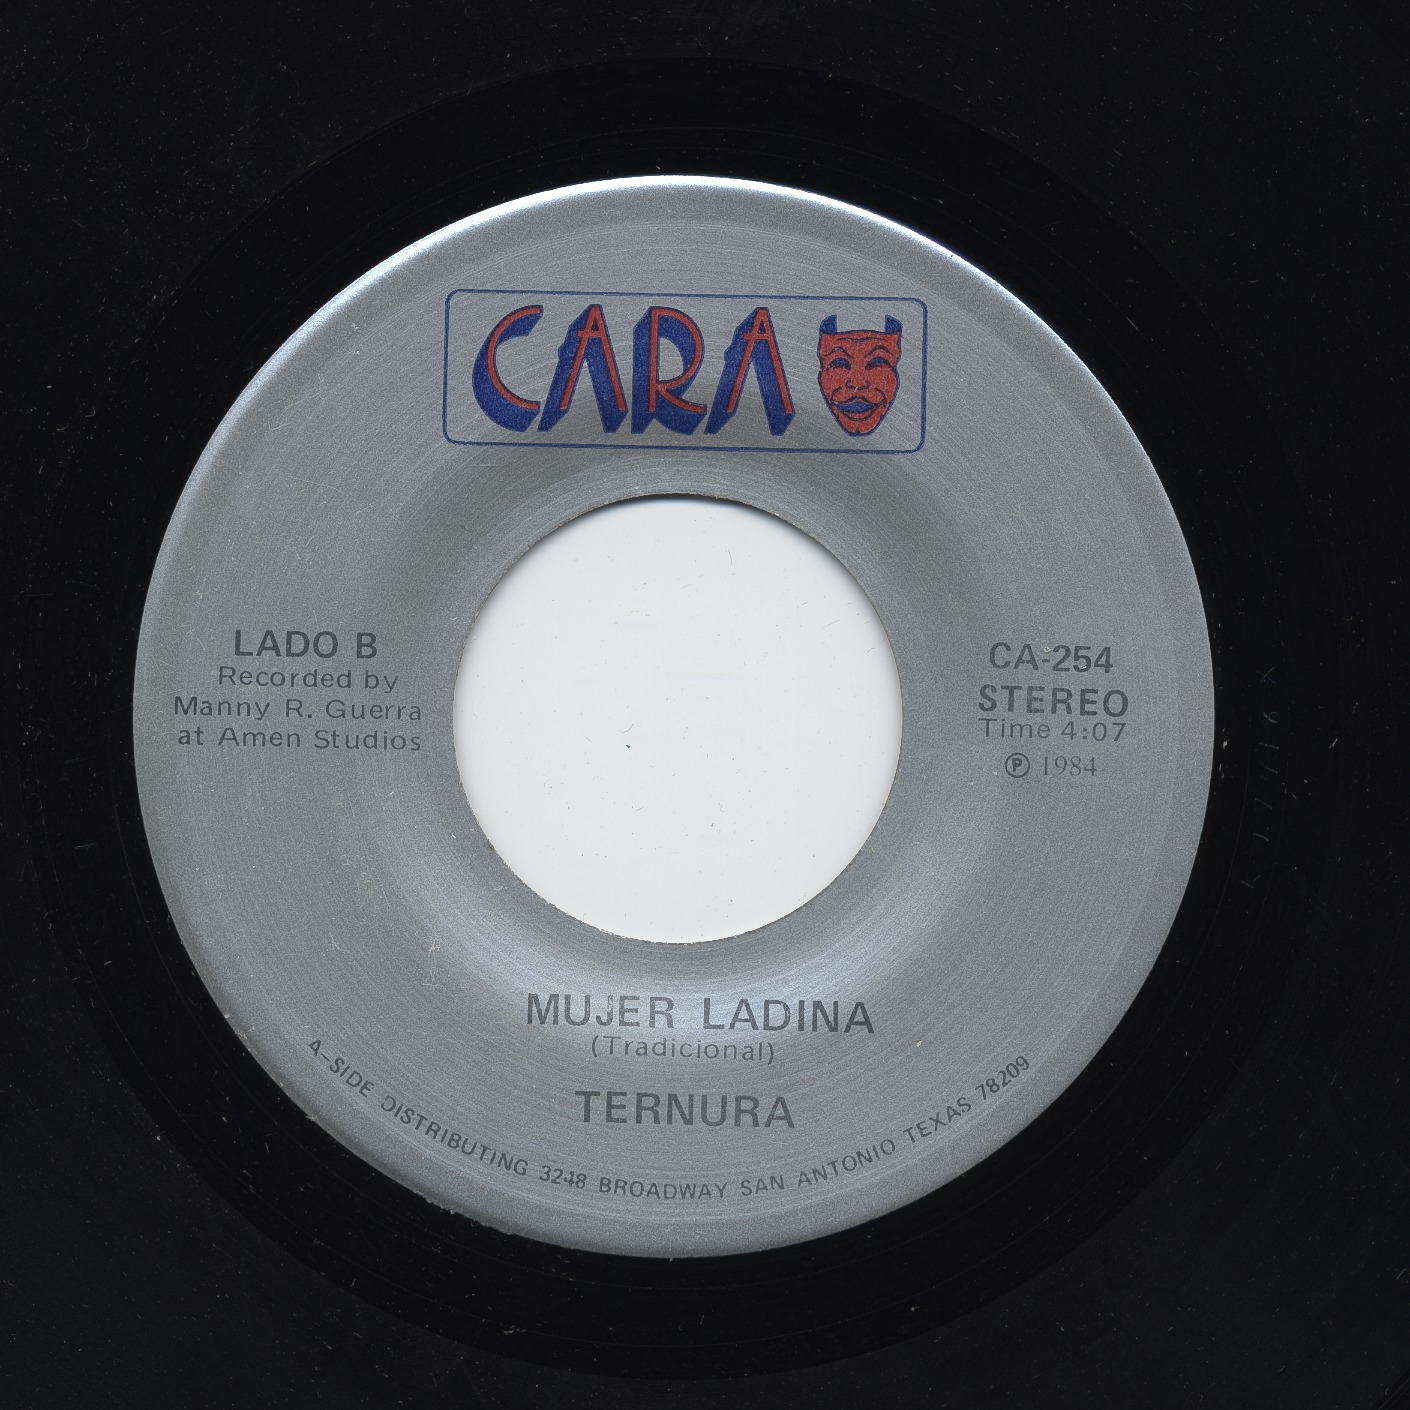 CARA
LADO B
Recorded by
Manny R. Guerra
at Amen Studios
CA-254
STEREO
Time 4:07
Ⓟ 1984
MUJER LADINA
(Tradicional)
TERNURA
A-SIDE DISTRIBUTING 3248 BROADWAY SAN ANTONIO TEXAS 78209